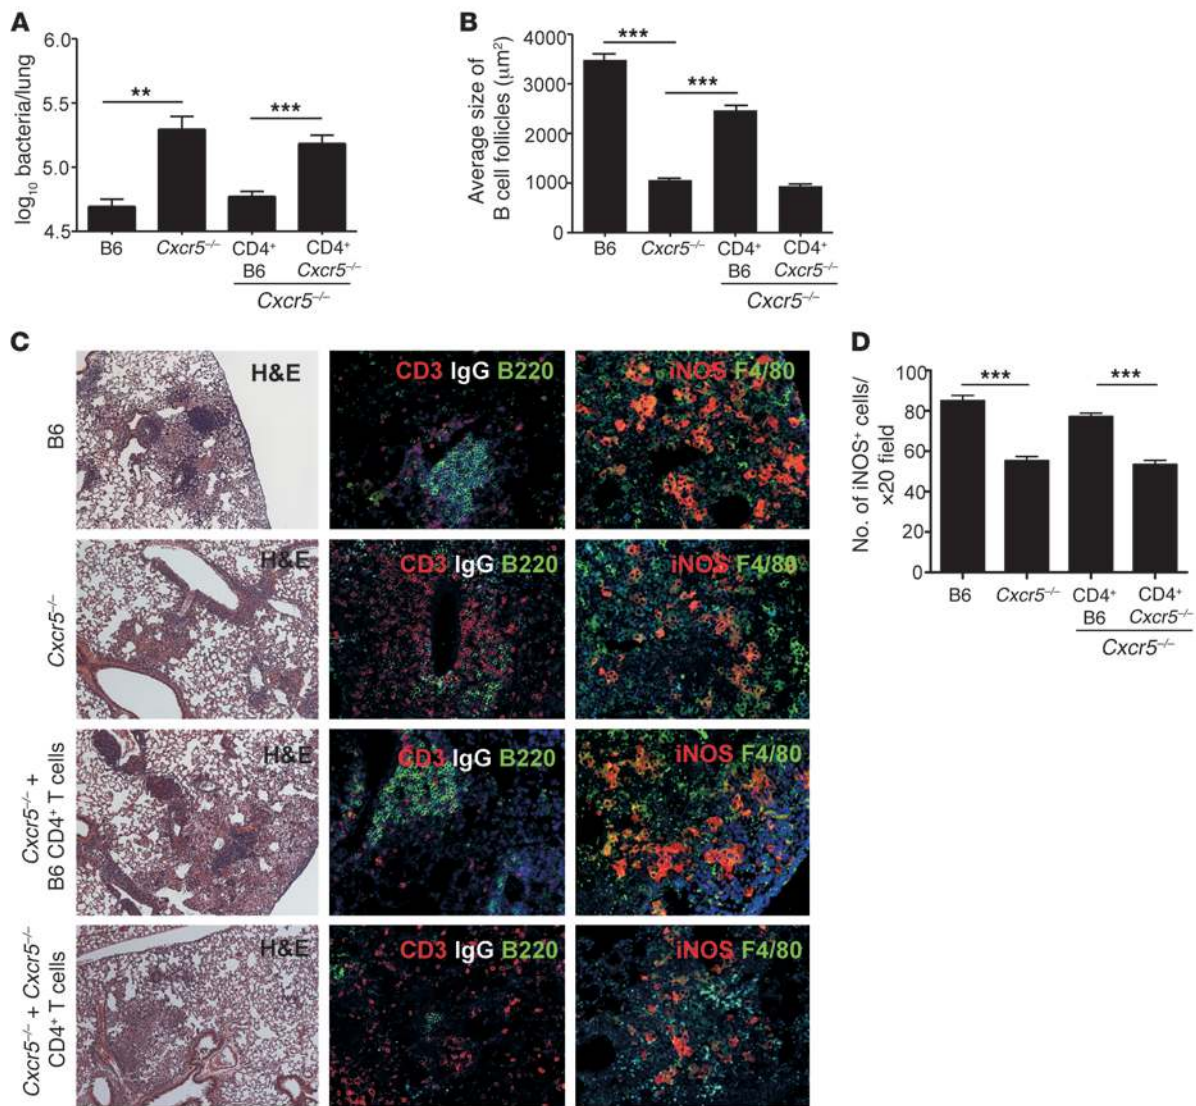 A
log₁₀ bacteria/lung
6.0
5.5
5.0
4.5
**
***
B6
Cxcr5⁻/⁻
CD4⁺
B6
CD4⁺
Cxcr5⁻/⁻
Cxcr5⁻/⁻
B
Average size of
B cell follicles (μm²)
4000
3000
2000
1000
0
***
***
B6
Cxcr5⁻/⁻
CD4⁺
B6
CD4⁺
Cxcr5⁻/⁻
Cxcr5⁻/⁻
C
B6
H&E
CD3 IgG B220
iNOS F4/80
Cxcr5⁻/⁻
H&E
CD3 IgG B220
iNOS F4/80
Cxcr5⁻/⁻ +
B6 CD4⁺ T cells
H&E
CD3 IgG B220
iNOS F4/80
Cxcr5⁻/⁻ + Cxcr5⁻/⁻
CD4⁺ T cells
H&E
CD3 IgG B220
iNOS F4/80
D
No. of iNOS⁺ cells/
×20 field
100
80
60
40
20
0
***
***
B6
Cxcr5⁻/⁻
CD4⁺
B6
CD4⁺
Cxcr5⁻/⁻
Cxcr5⁻/⁻